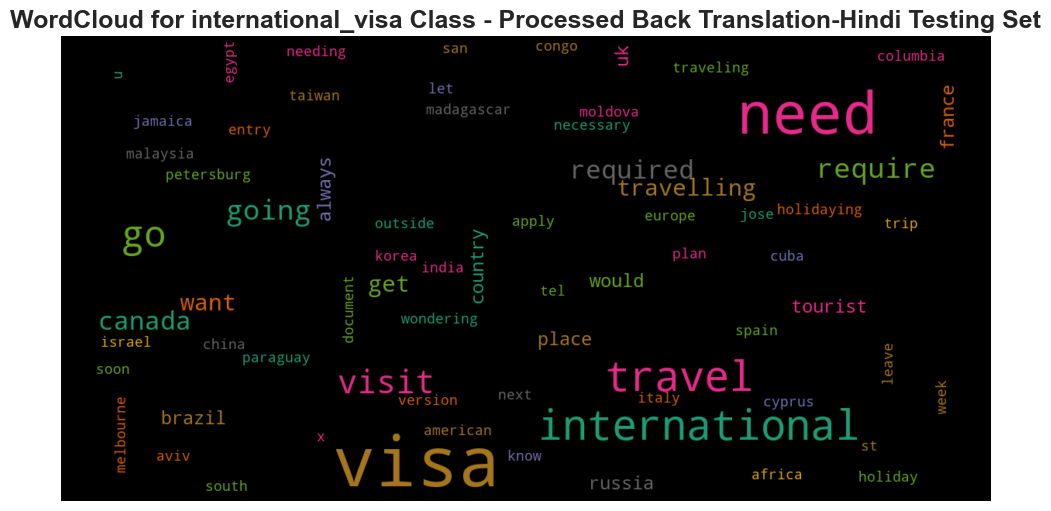 WordCloud for international_visa Class - Processed Back Translation-Hindi Testing Set
needing
san
congo
uk
columbia
egypt
u
traveling
taiwan
let
madagascar
moldova
need
france
jamaica
entry
necessary
malaysia
petersburg
always
required
require
travelling
going
outside
apply
europe
jose
holidaying
trip
go
korea
india
country
plan
cuba
want
document
get
tel
would
tourist
canada
wondering
israel
china
place
spain
paraguay
soon
visit
travel
leave
version
next
italy
cyprus
week
melbourne
brazil
x
american
international
st
aviv
visa
know
south
russia
africa
holiday